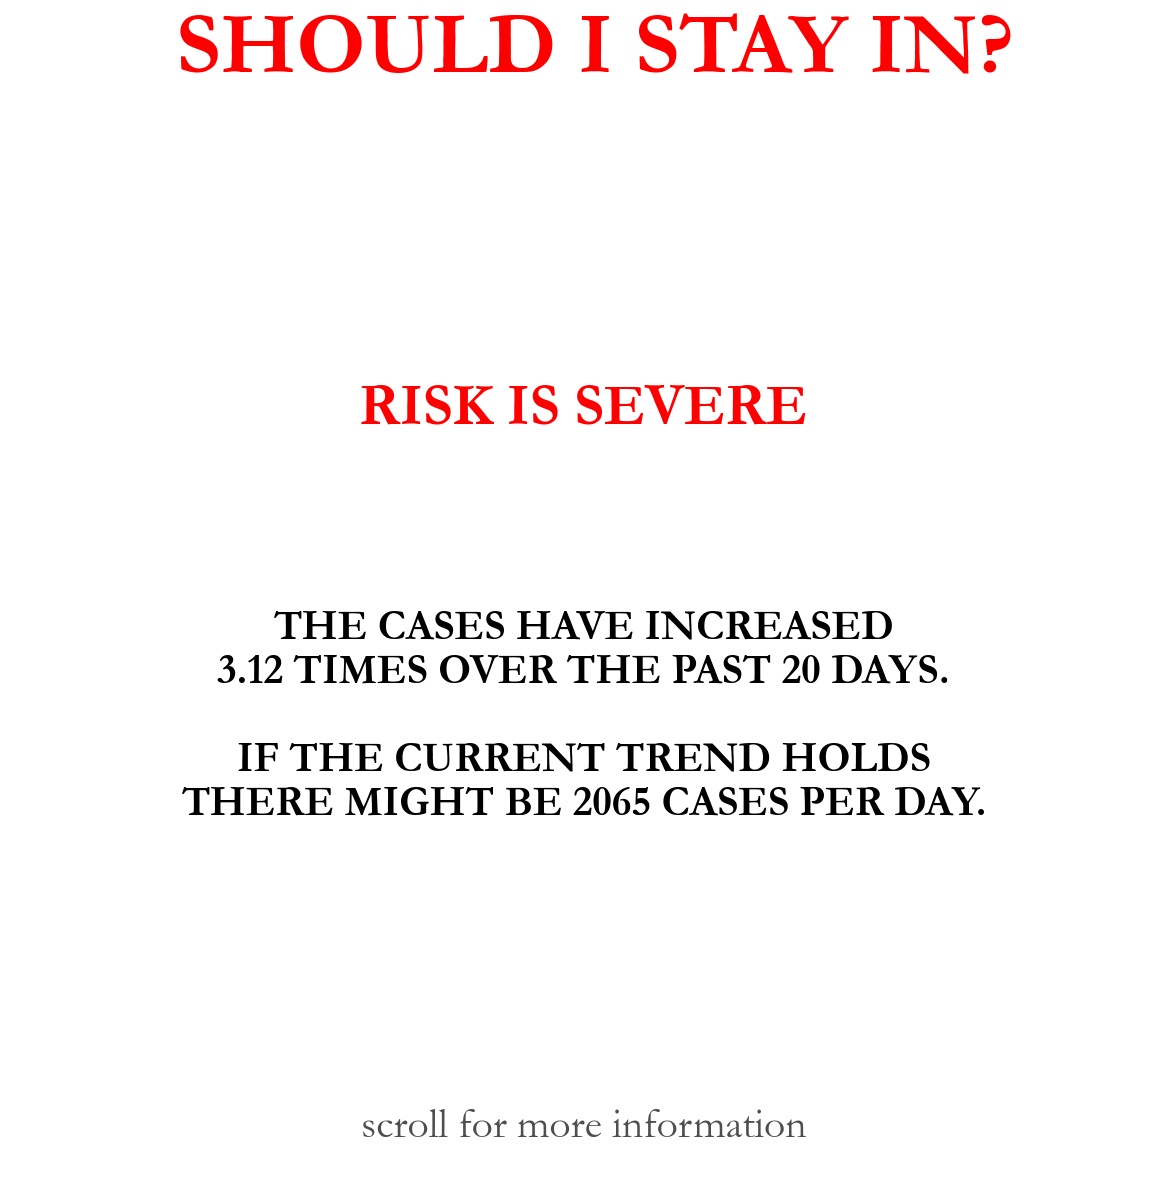 SHOULD I STAY IN?
RISK IS SEVERE
THE CASES HAVE INCREASED
3.12 TIMES OVER THE PAST 20 DAYS.
IF THE CURRENT TREND HOLDS
THERE MIGHT BE 2065 CASES PER DAY.
scroll for more information